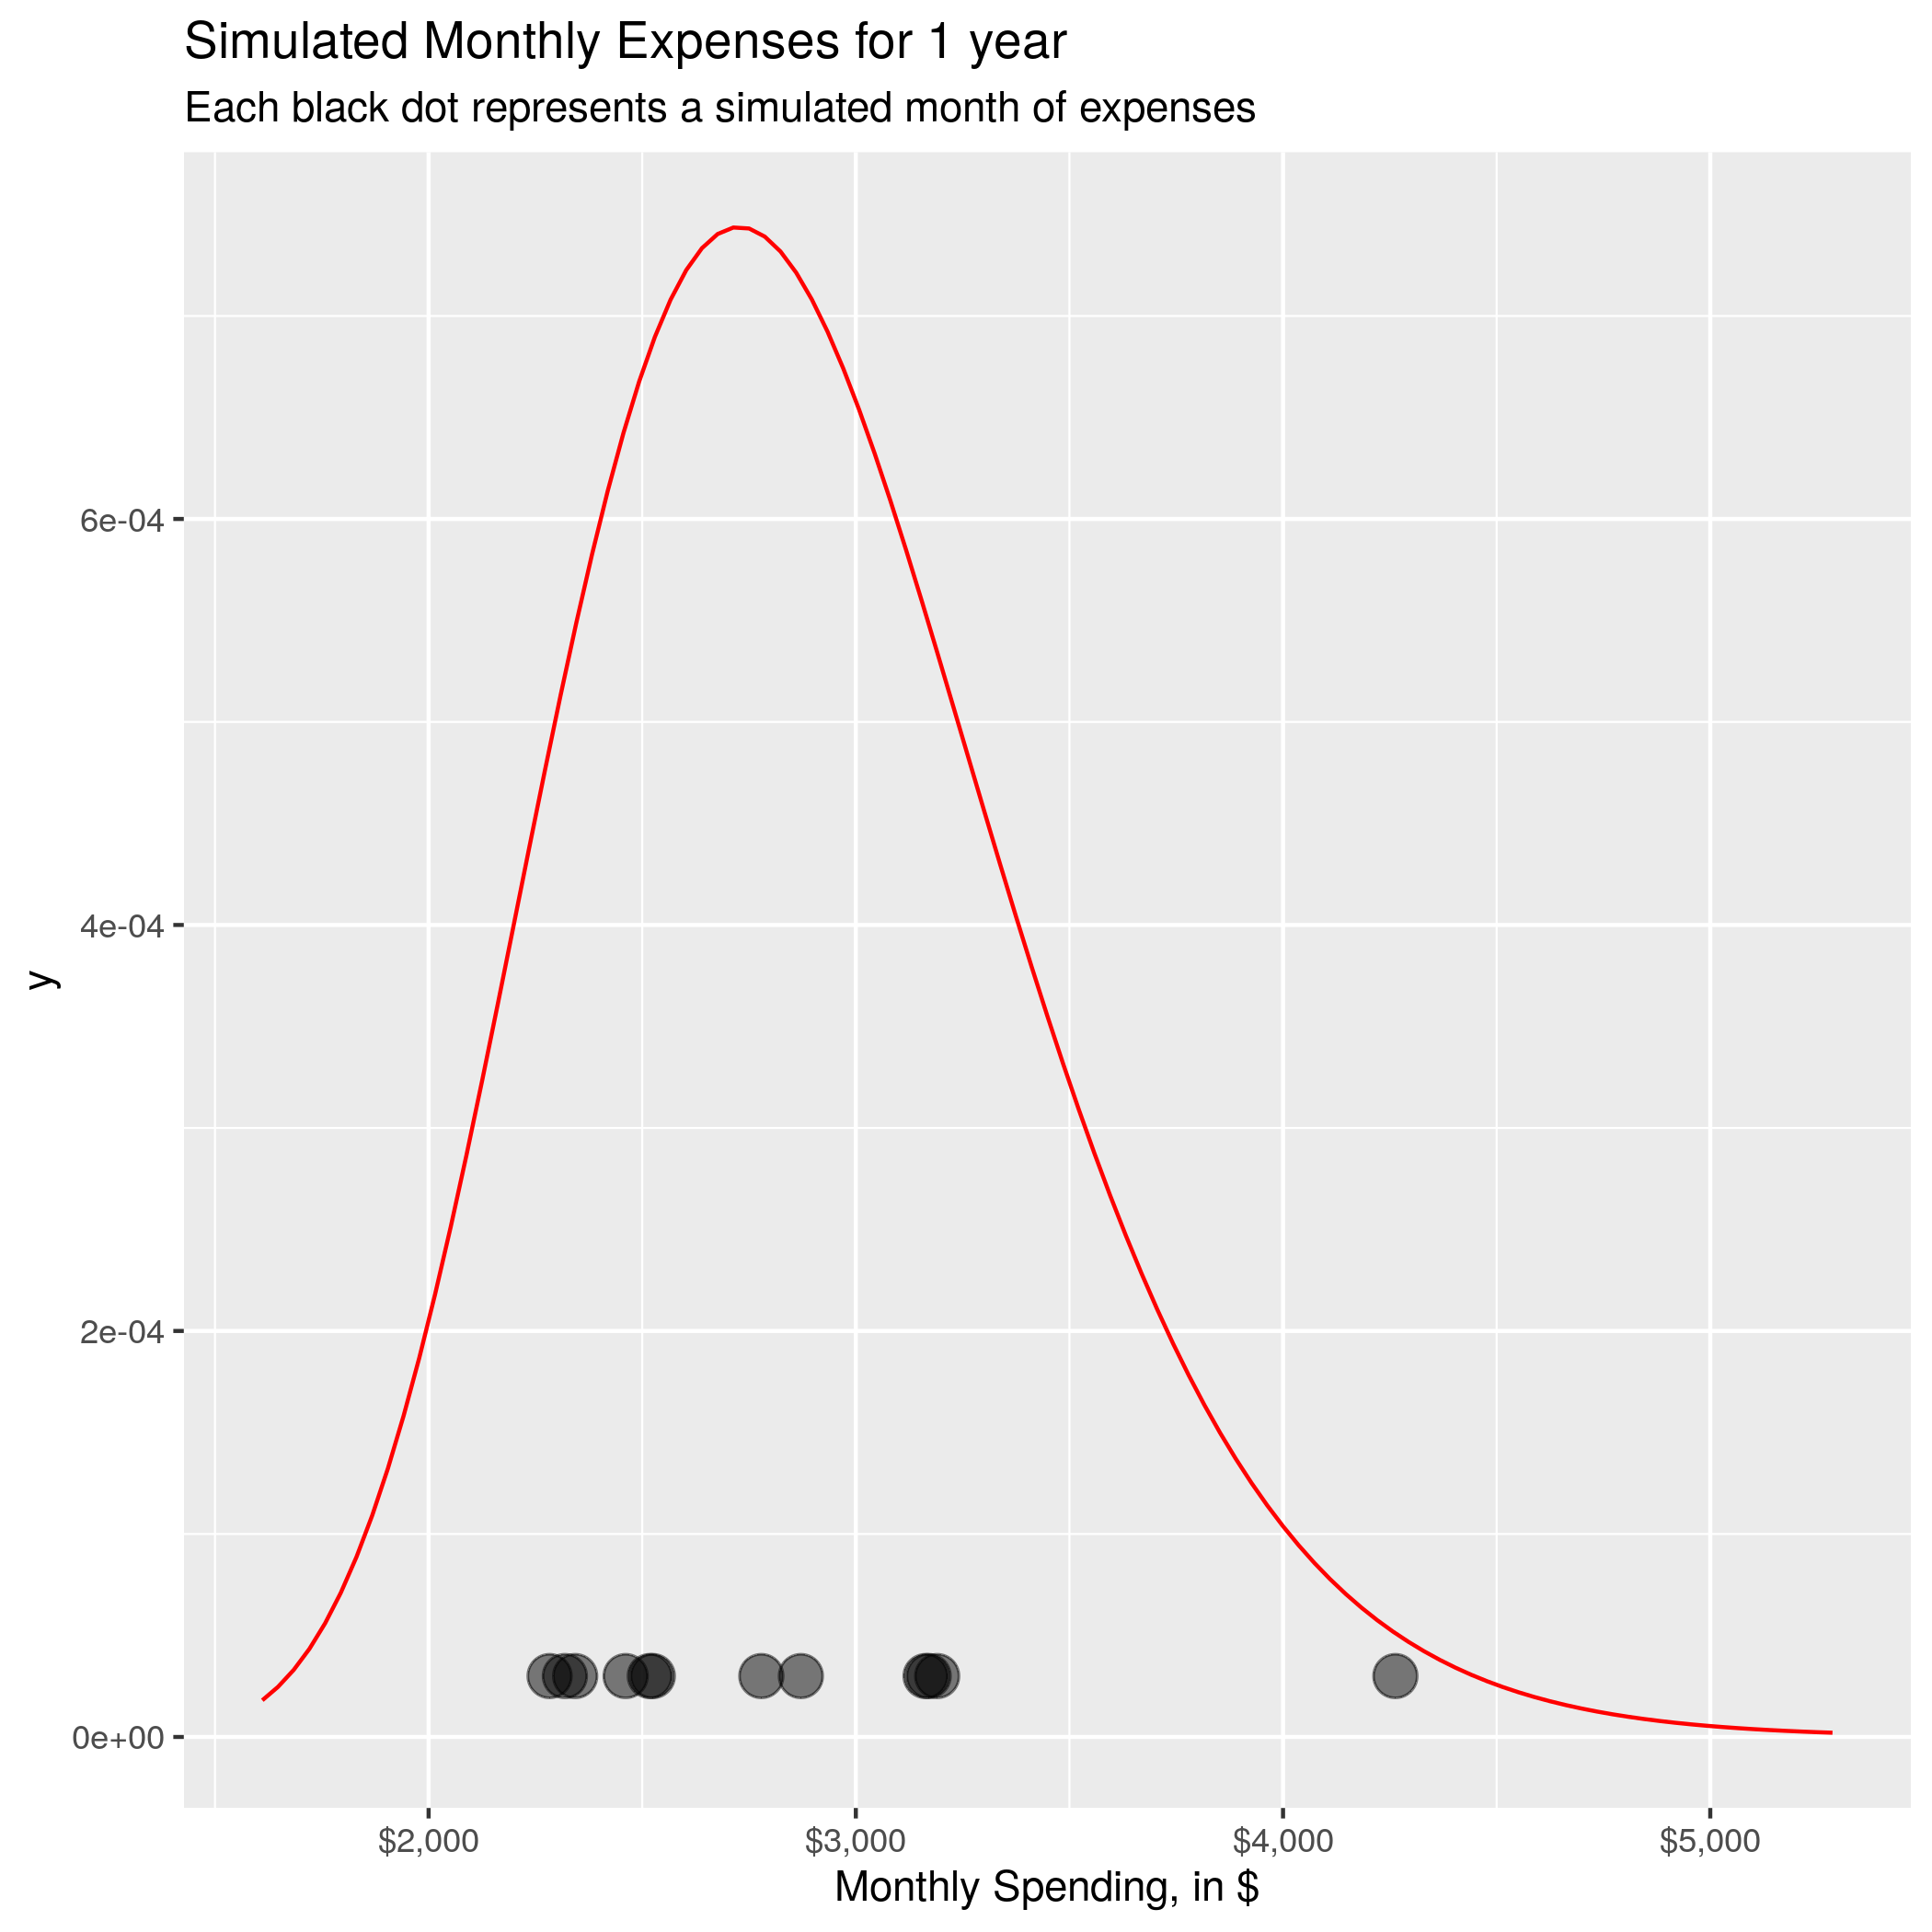 Simulated Monthly Expenses for 1 year
Each black dot represents a simulated month of expenses
y
6e-04
4e-04
2e-04
0e+00
$2,000 $3,000 $4,000 $5,000
Monthly Spending, in $